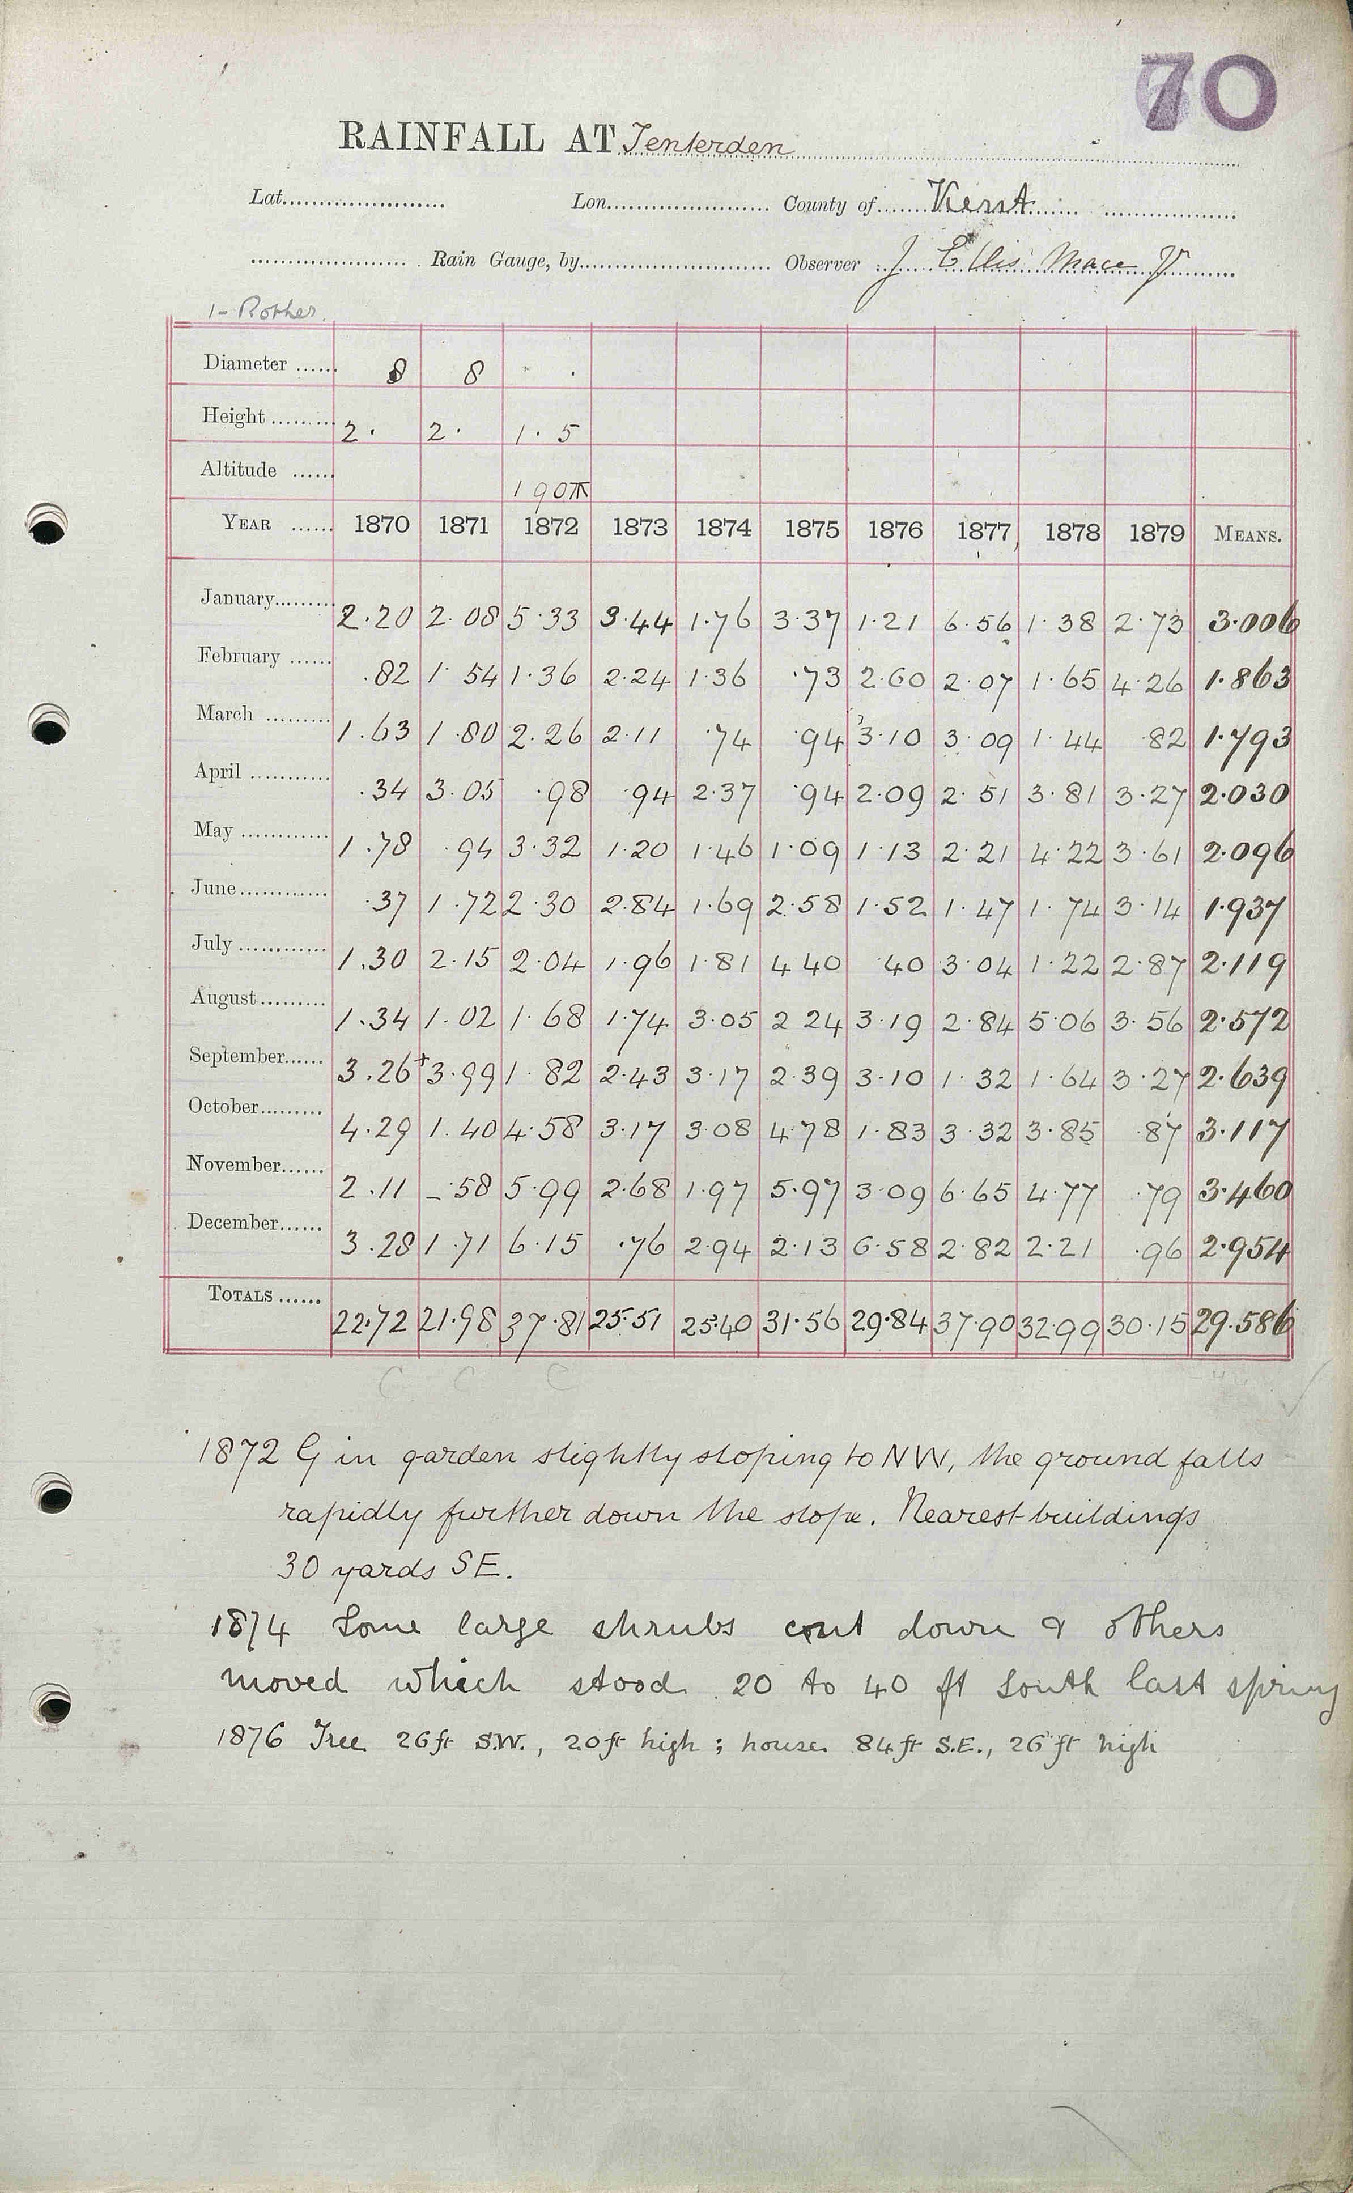 70
RAINFALL AT Tenterden
Lat. Lon. County of Kent
Rain Gauge, by Observer J Ellis Mace Jr
1- Rother
Diameter 8 8
Height 2. 2. 1.5
Altitude 190
YEAR 1870 1871 1872 1873 1874 1875 1876 1877 1878 1879 MEANS.
January 2.20 2.08 5.33 3.44 1.76 3.37 1.21 6.56 1.38 2.73 3.006
February .82 1.54 1.36 2.24 1.36 .73 2.60 2.07 1.65 4.26 1.863
March 1.63 1.80 2.26 2.11 .74 .94 3.10 3.09 1.44 .82 1.793
April .34 3.05 .98 .94 2.37 .94 2.09 2.51 3.81 3.27 2.030
May 1.78 .94 3.32 1.20 1.46 1.09 1.13 2.21 4.22 3.61 2.096
June .37 1.72 2.30 2.84 1.69 2.58 1.52 1.47 1.74 3.14 1.937
July 1.30 2.15 2.04 1.96 1.81 4.40 .40 3.04 1.22 2.87 2.119
August 1.34 1.02 1.68 1.74 3.05 2.24 3.19 2.84 5.06 3.56 2.572
September 3.26 +3.99 1.82 2.43 3.17 2.39 3.10 1.32 1.64 3.27 2.639
October 4.29 1.40 4.58 3.17 3.08 4.78 1.83 3.32 3.85 .87 3.117
November 2.11 .58 5.99 2.68 1.97 5.97 3.09 6.65 4.77 .79 3.460
December 3.28 1.71 6.15 .76 2.94 2.13 6.58 2.82 2.21 .96 2.954
TOTALS 22.72 21.98 37.81 25.51 25.40 31.56 29.84 37.90 32.99 30.15 29.586
C C C
1872 G in garden slightly sloping to NW, the ground falls
rapidly further down the slope. Nearest buildings
30 yards SE.
1874 Some large shrubs cut down & others
moved which stood 20 to 40 ft South last spring
1876 Tree 26ft S.W., 20ft high; house 84ft S.E., 26ft high